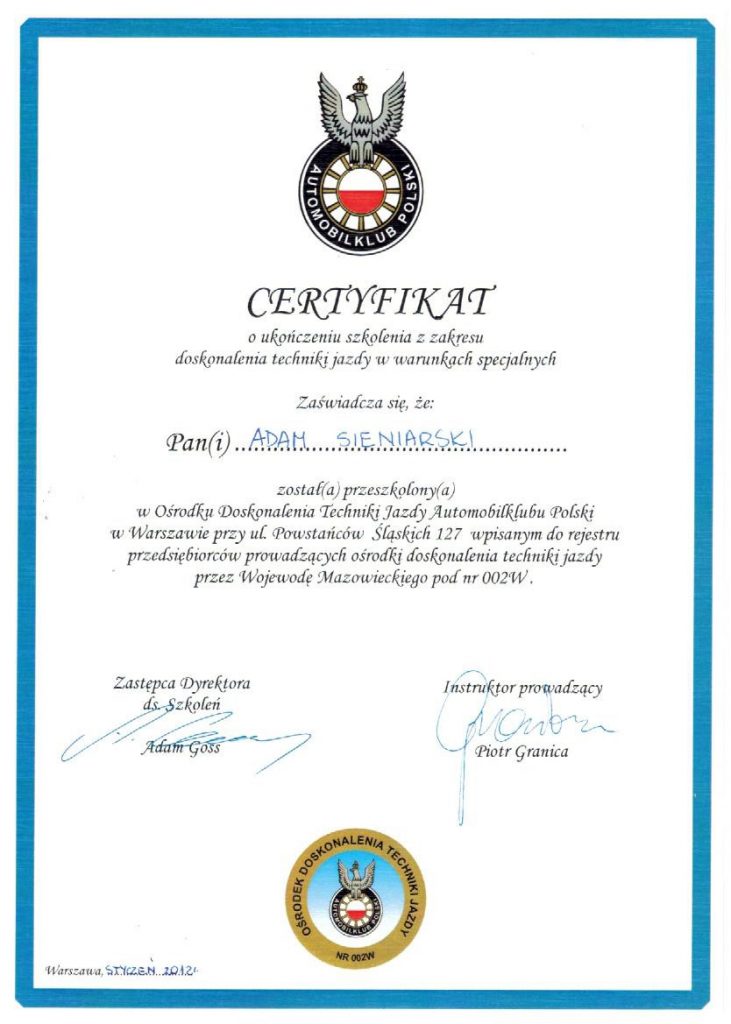 AUTOMOBILKLUB POLSKI
CERTYFIKAT
o ukończeniu szkolenia z zakresu
doskonalenia techniki jazdy w warunkach specjalnych
Zaświadcza się, że:
Pan(i) ADAM SIENIARSKI
został(a) przeszkolony(a)
w Ośrodku Doskonalenia Techniki Jazdy Automobilklubu Polski
w Warszawie przy ul. Powstańców Śląskich 127 wpisanym do rejestru
przedsiębiorców prowadzących ośrodki doskonalenia techniki jazdy
przez Wojewodę Mazowieckiego pod nr 002W.
Zastępca Dyrektora
ds. Szkoleń
Adam Goss
Instruktor prowadzący
Piotr Granica
OŚRODEK DOSKONALENIA TECHNIKI JAZDY
AUTOMOBILKLUB POLSKI
NR 002W
Warszawa, STYCZEŃ 2012r